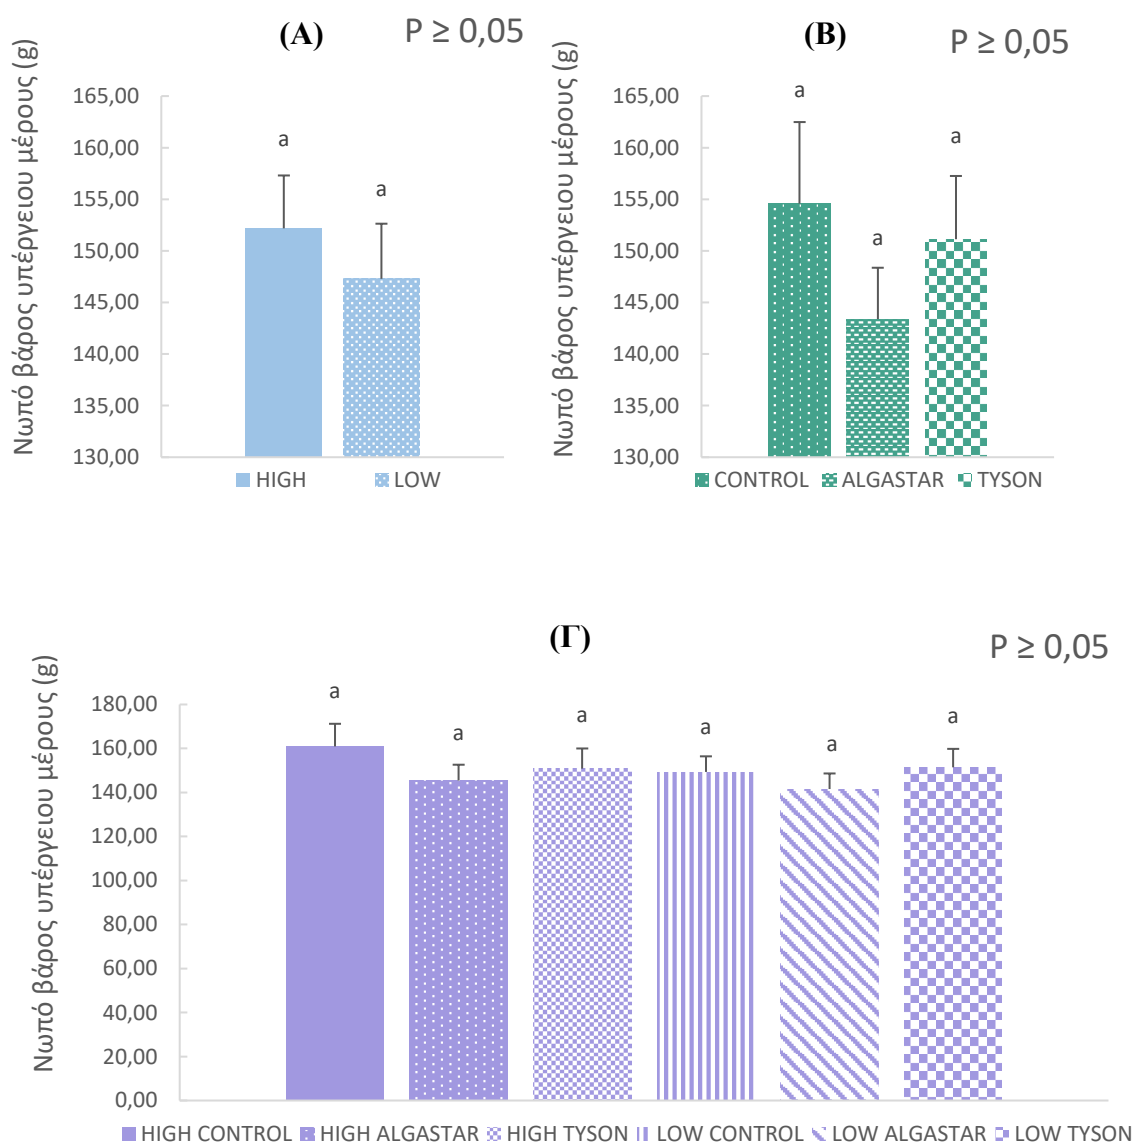 (Α)
P ≥ 0,05
Νωπό βάρος υπέργειου μέρους (g)
165,00
160,00
155,00
150,00
145,00
140,00
135,00
130,00
a
a
HIGH LOW
(Β)
P ≥ 0,05
Νωπό βάρος υπέργειου μέρους (g)
165,00
160,00
155,00
150,00
145,00
140,00
135,00
130,00
a
a
a
CONTROL ALGASTAR TYSON
(Γ)
P ≥ 0,05
Νωπό βάρος υπέργειου μέρους (g)
180,00
160,00
140,00
120,00
100,00
80,00
60,00
40,00
20,00
0,00
a
a
a
a
a
a
HIGH CONTROL HIGH ALGASTAR HIGH TYSON LOW CONTROL LOW ALGASTAR LOW TYSON